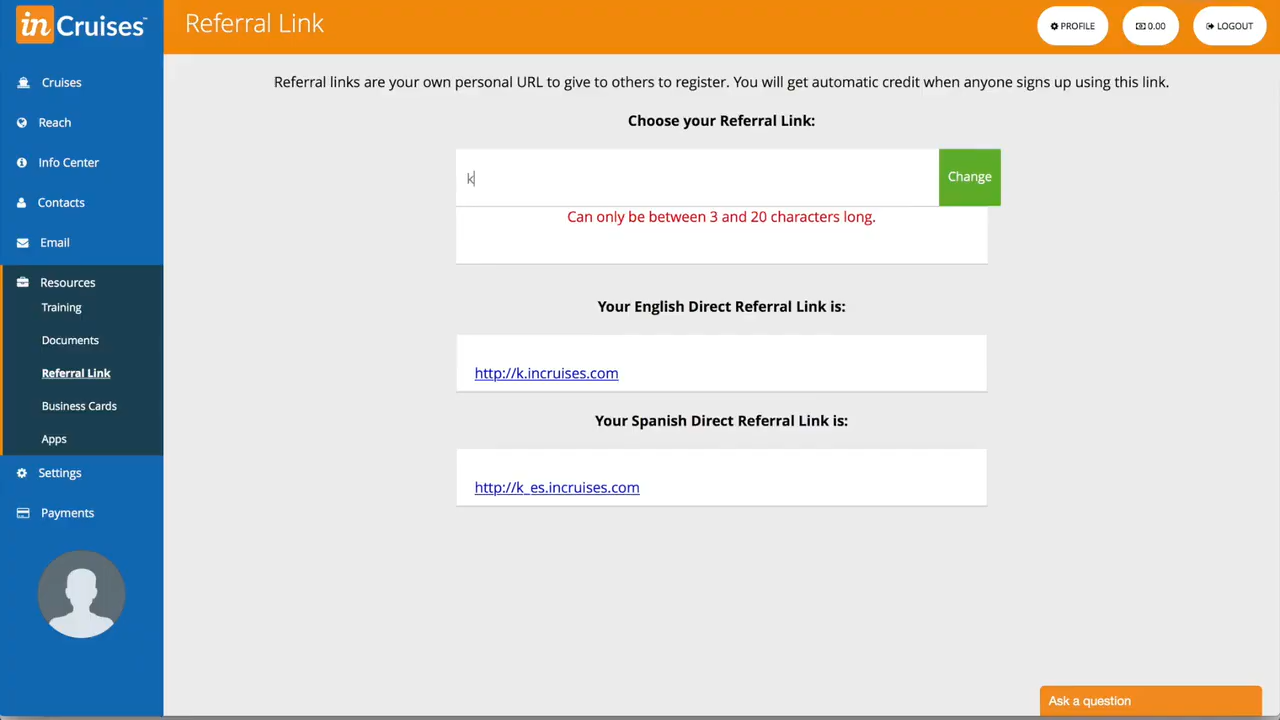 in Cruises™
Referral Link
PROFILE
0.00
LOGOUT
Cruises
Reach
Info Center
Contacts
Email
Resources
Training
Documents
Referral Link
Business Cards
Apps
Settings
Payments
Referral links are your own personal URL to give to others to register. You will get automatic credit when anyone signs up using this link.
Choose your Referral Link:
k
Change
Can only be between 3 and 20 characters long.
Your English Direct Referral Link is:
http://k.incruises.com
Your Spanish Direct Referral Link is:
http://k_es.incruises.com
Ask a question